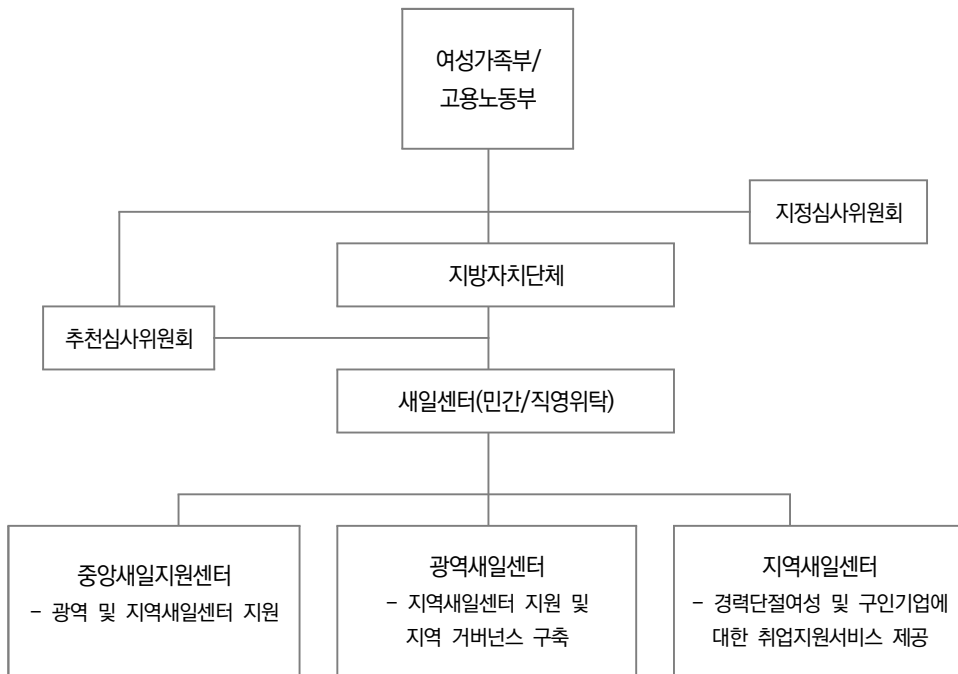 여성가족부/
고용노동부
지정심사위원회
지방자치단체
추천심사위원회
새일센터(민간/직영위탁)
중앙새일지원센터
- 광역 및 지역새일센터 지원
광역새일센터
- 지역새일센터 지원 및
지역 거버넌스 구축
지역새일센터
- 경력단절여성 및 구인기업에
대한 취업지원서비스 제공